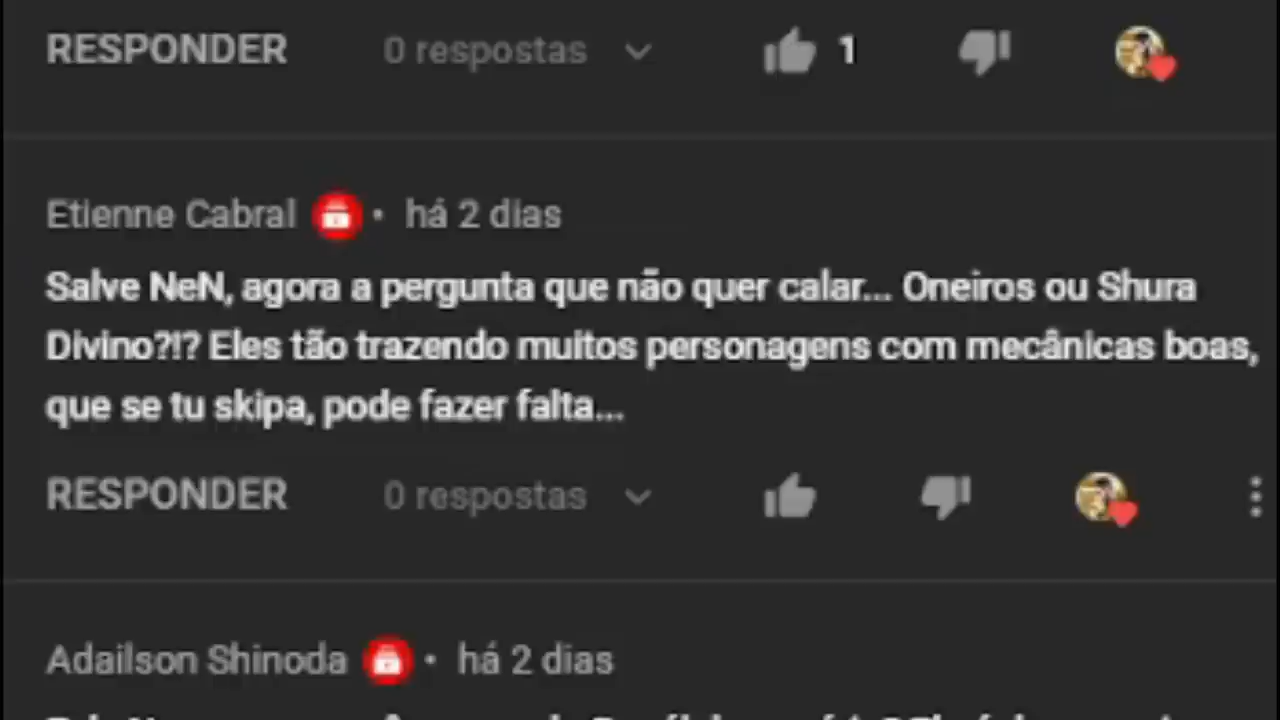 RESPONDER 0 respostas 1
Etienne Cabral • há 2 dias
Salve NeN, agora a pergunta que não quer calar... Oneiros ou Shura
Divino?!? Eles tão trazendo muitos personagens com mecânicas boas,
que se tu skipa, pode fazer falta...
RESPONDER 0 respostas
Adailson Shinoda • há 2 dias